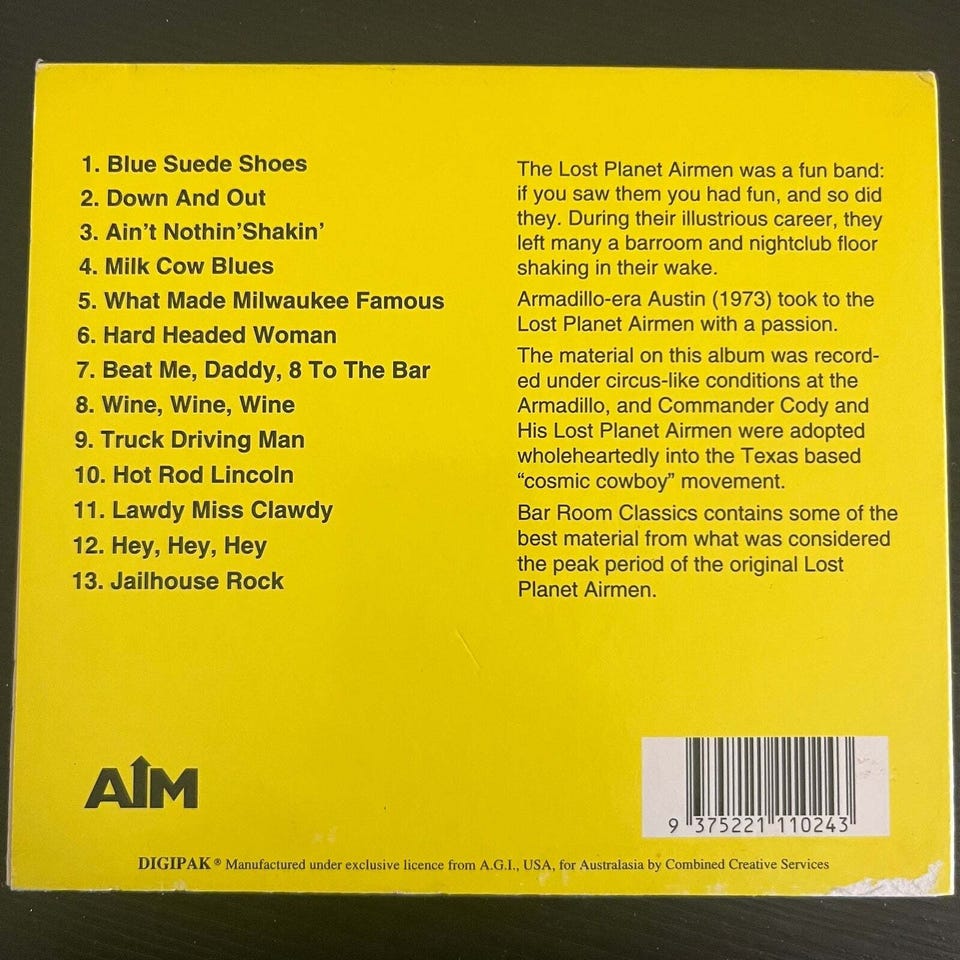 1. Blue Suede Shoes
2. Down And Out
3. Ain't Nothin'Shakin'
4. Milk Cow Blues
5. What Made Milwaukee Famous
6. Hard Headed Woman
7. Beat Me, Daddy, 8 To The Bar
8. Wine, Wine, Wine
9. Truck Driving Man
10. Hot Rod Lincoln
11. Lawdy Miss Clawdy
12. Hey, Hey, Hey
13. Jailhouse Rock
The Lost Planet Airmen was a fun band:
if you saw them you had fun, and so did
they. During their illustrious career, they
left many a barroom and nightclub floor
shaking in their wake.
Armadillo-era Austin (1973) took to the
Lost Planet Airmen with a passion.
The material on this album was record-
ed under circus-like conditions at the
Armadillo, and Commander Cody and
His Lost Planet Airmen were adopted
wholeheartedly into the Texas based
“cosmic cowboy” movement.
Bar Room Classics contains some of the
best material from what was considered
the peak period of the original Lost
Planet Airmen.
AIM
9 375221 110243
DIGIPAK ® Manufactured under exclusive licence from A.G.I., USA, for Australasia by Combined Creative Services